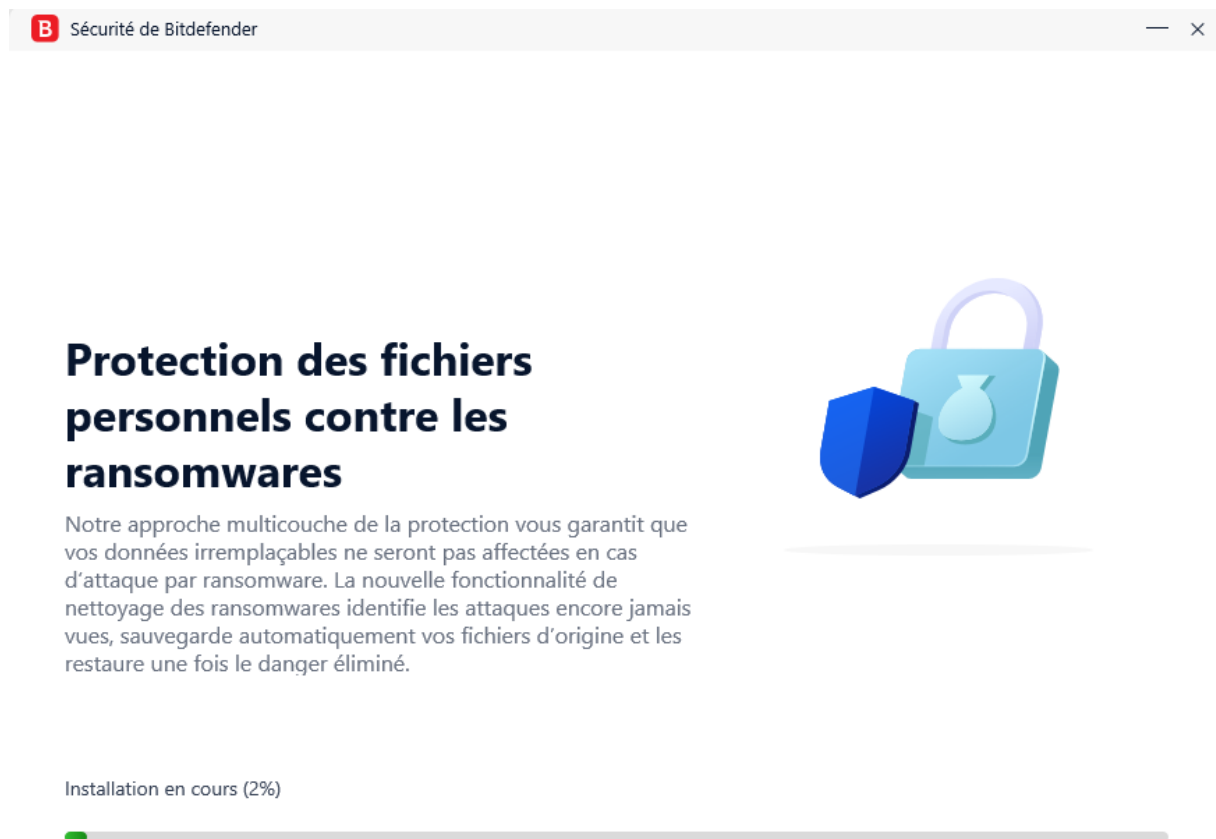 B Sécurité de Bitdefender
Protection des fichiers
personnels contre les
ransomwares
Notre approche multicouche de la protection vous garantit que
vos données irremplaçables ne seront pas affectées en cas
d’attaque par ransomware. La nouvelle fonctionnalité de
nettoyage des ransomwares identifie les attaques encore jamais
vues, sauvegarde automatiquement vos fichiers d’origine et les
restaure une fois le danger éliminé.
Installation en cours (2%)